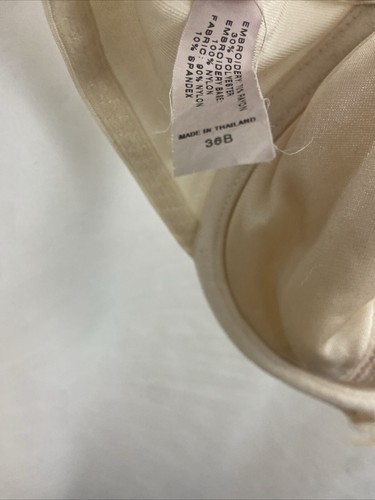 EMBROIDERY: 70% RAYON
30% POLYESTER
EMBROIDERY BASE:
100% NYLON
FABRIC: 90% NYLON
10% SPANDEX
MADE IN THAILAND
36B